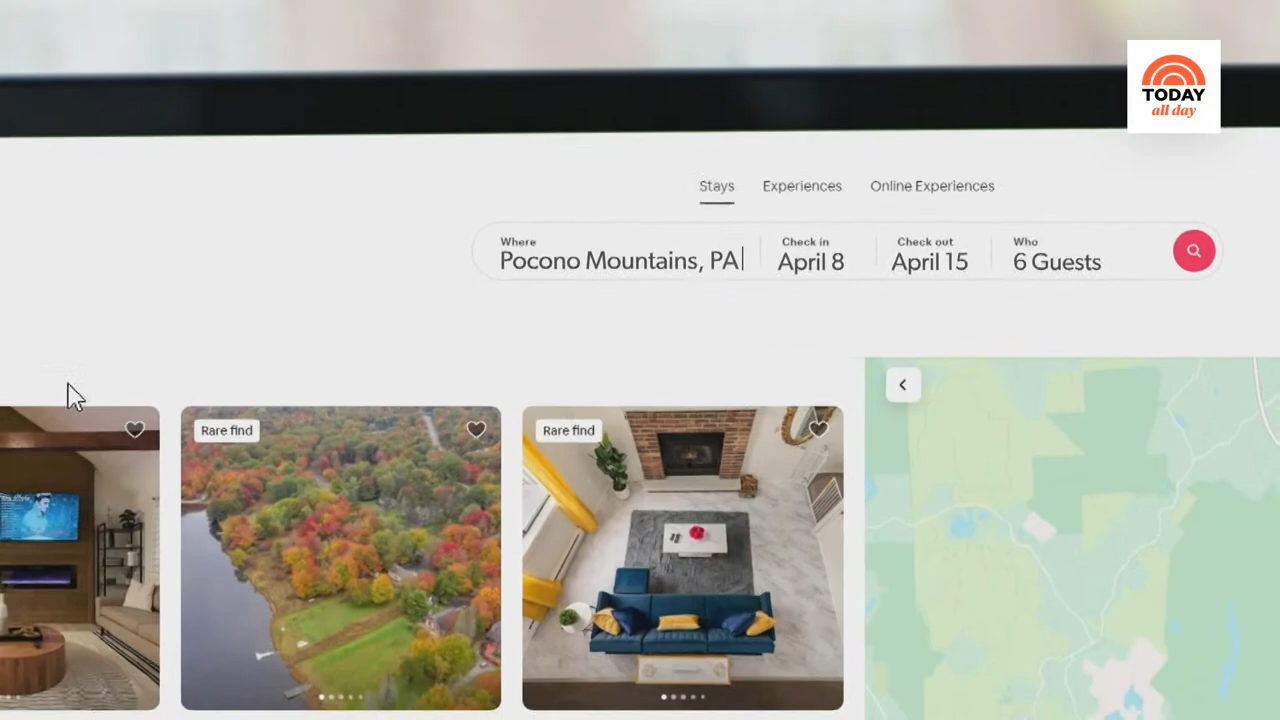 TODAY
all day
Stays Experiences Online Experiences
Where Check in Check out Who
Pocono Mountains, PA April 8 April 15 6 Guests
Rare find Rare find